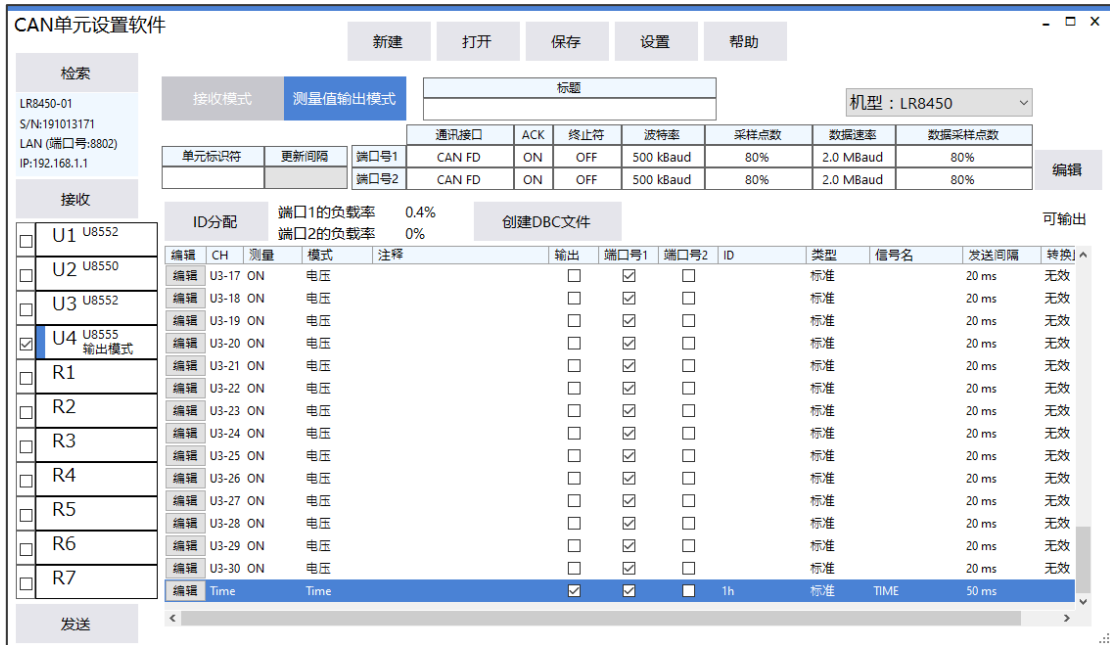 CAN单元设置软件
新建 打开 保存 设置 帮助
检索
LR8450-01
S/N:191013171
LAN (端口号:8802)
IP:192.168.1.1
接收
U1 U8552
U2 U8550
U3 U8552
U4 U8555
输出模式
R1
R2
R3
R4
R5
R6
R7
发送
接收模式 测量值输出模式
标题
机型：LR8450
单元标识符 更新间隔
通讯接口 ACK 终止符 波特率 采样点数 数据速率 数据采样点数
端口号1 CAN FD ON OFF 500 kBaud 80% 2.0 MBaud 80%
端口号2 CAN FD ON OFF 500 kBaud 80% 2.0 MBaud 80%
编辑
ID分配
端口1的负载率 0.4%
端口2的负载率 0%
创建DBC文件
可输出
编辑 CH 测量 模式 注释 输出 端口号1 端口号2 ID 类型 信号名 发送间隔
编辑 U3-17 ON 电压 标准 20 ms 无效
编辑 U3-18 ON 电压 标准 20 ms 无效
编辑 U3-19 ON 电压 标准 20 ms 无效
编辑 U3-20 ON 电压 标准 20 ms 无效
编辑 U3-21 ON 电压 标准 20 ms 无效
编辑 U3-22 ON 电压 标准 20 ms 无效
编辑 U3-23 ON 电压 标准 20 ms 无效
编辑 U3-24 ON 电压 标准 20 ms 无效
编辑 U3-25 ON 电压 标准 20 ms 无效
编辑 U3-26 ON 电压 标准 20 ms 无效
编辑 U3-27 ON 电压 标准 20 ms 无效
编辑 U3-28 ON 电压 标准 20 ms 无效
编辑 U3-29 ON 电压 标准 20 ms 无效
编辑 U3-30 ON 电压 标准 20 ms 无效
编辑 Time Time 1h 标准 TIME 50 ms